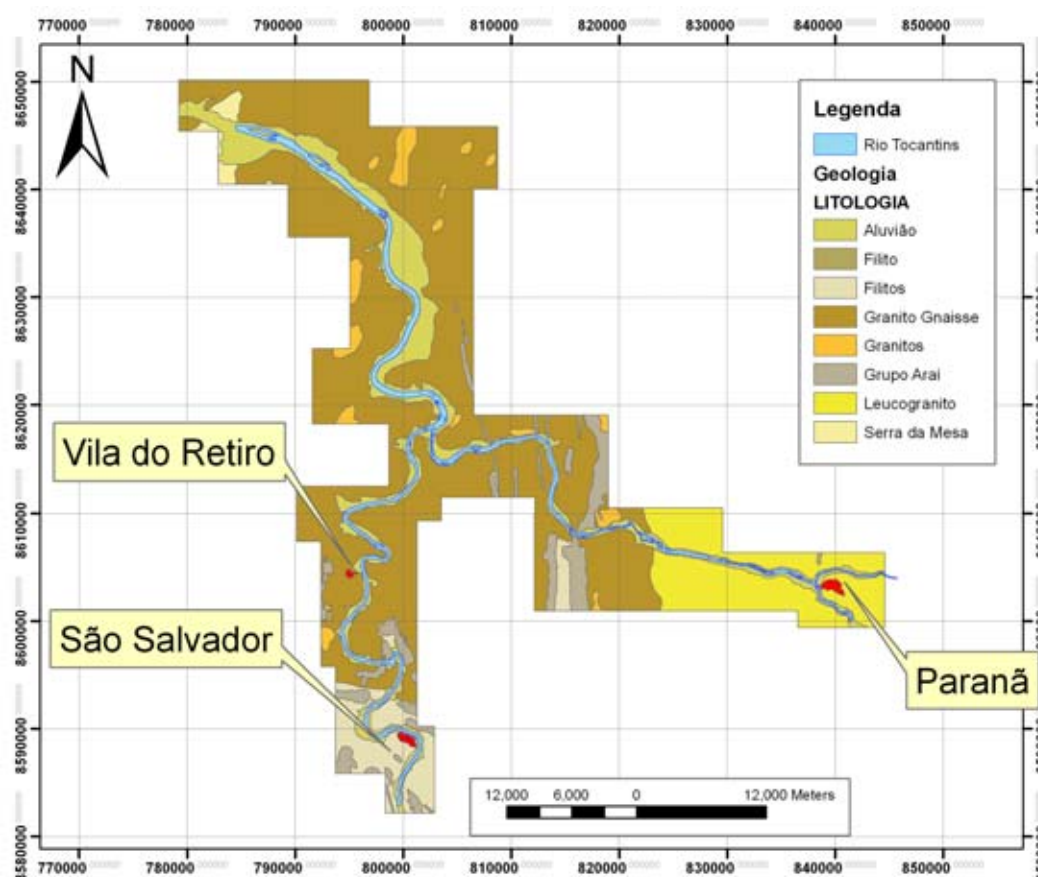 770000 780000 790000 800000 810000 820000 830000 840000 850000
N
8650000
8640000
8630000
8620000
8610000
8600000
8590000
8580000
Legenda
Rio Tocantins
Geologia
LITOLOGIA
Aluvião
Filito
Filitos
Granito Gnaisse
Granitos
Grupo Arai
Leucogranito
Serra da Mesa
Vila do Retiro
São Salvador
Paranã
12,000 6,000 0 12,000 Meters
770000 780000 790000 800000 810000 820000 830000 840000 850000